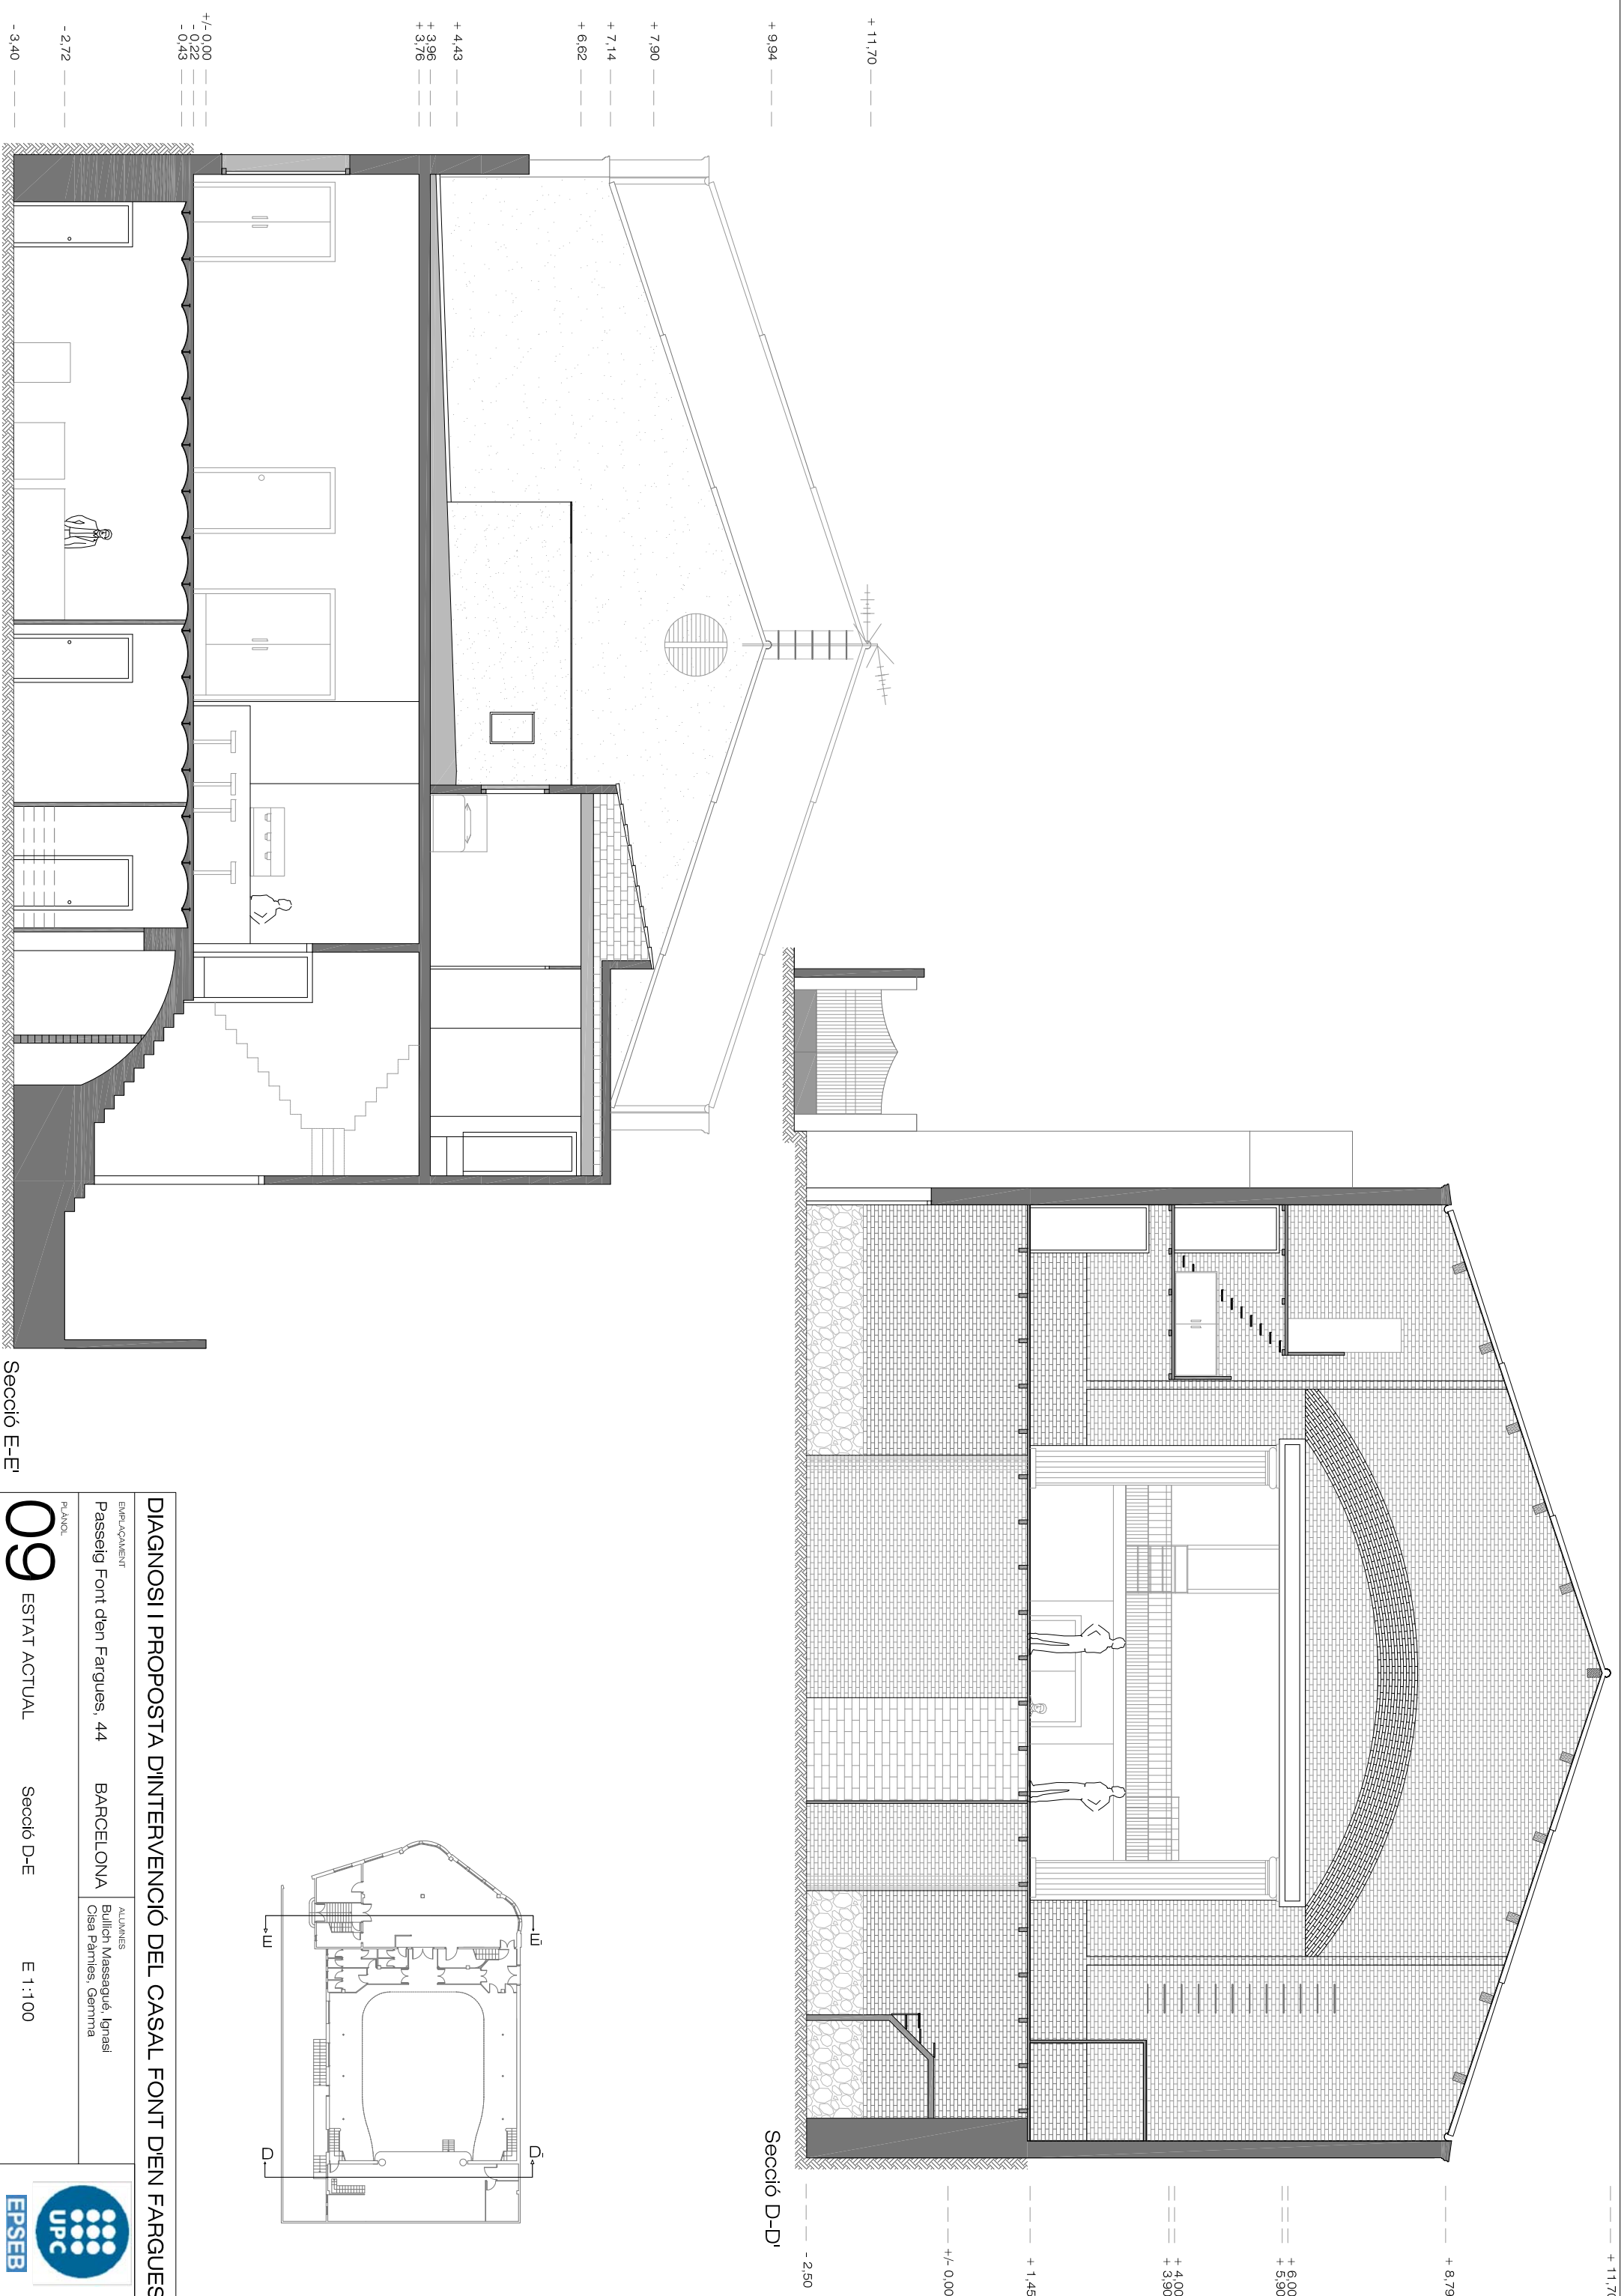 + 11,70
+ 9,94
+ 7,90
+ 7,14
+ 6,62
+ 4,43
+ 3,96
+ 3,76
+/- 0,00
- 0,22
- 0,43
- 2,72
- 3,40
Secció E-E'
+ 8,79
+ 6,00
+ 5,90
+ 4,00
+ 3,90
+ 1,45
+/- 0,00
- 2,50
Secció D-D'
E
E'
D
D'
DIAGNOSI I PROPOSTA D'INTERVENCIÓ DEL CASAL FONT D'EN FARGUES
EMPLAÇAMENT
Passeig Font d'en Fargues, 44 BARCELONA
ALUMNES
Bullich Massagué, Ignasi
Cisa Pàmies, Gemma
PLÀNOL
09 ESTAT ACTUAL Secció D-E E 1:100
UPC
EPSEB